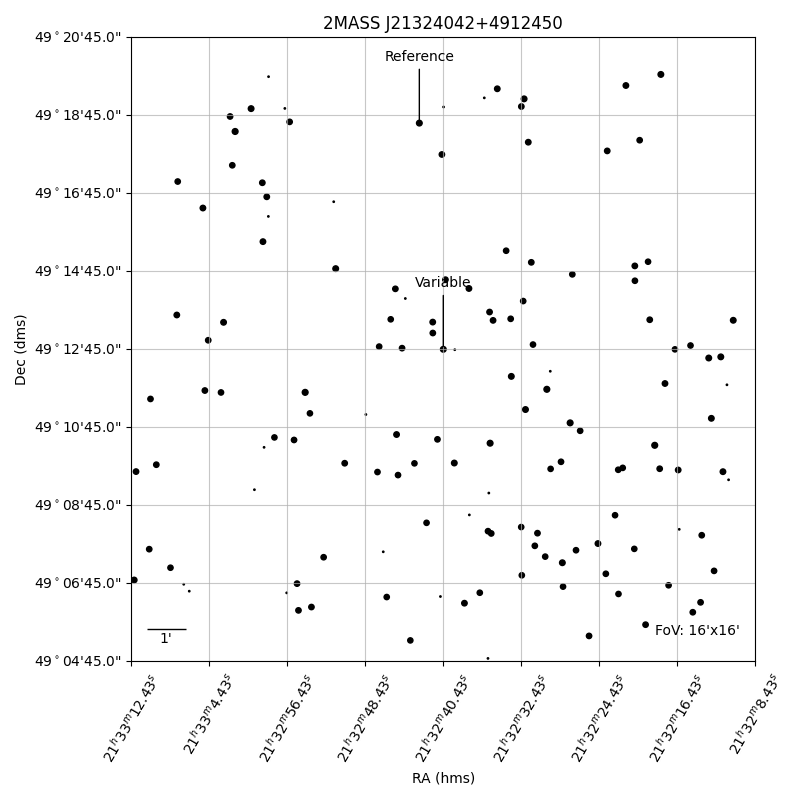 2MASS J21324042+4912450
49°20'45.0"
Reference
49°18'45.0"
49°16'45.0"
49°14'45.0"
Variable
49°12'45.0"
49°10'45.0"
49°08'45.0"
49°06'45.0"
1'
FoV: 16'x16'
49°04'45.0"
Dec (dms)
21ʰ33ᵐ12.43ˢ
21ʰ33ᵐ4.43ˢ
21ʰ32ᵐ56.43ˢ
21ʰ32ᵐ48.43ˢ
21ʰ32ᵐ40.43ˢ
21ʰ32ᵐ32.43ˢ
21ʰ32ᵐ24.43ˢ
21ʰ32ᵐ16.43ˢ
21ʰ32ᵐ8.43ˢ
RA (hms)